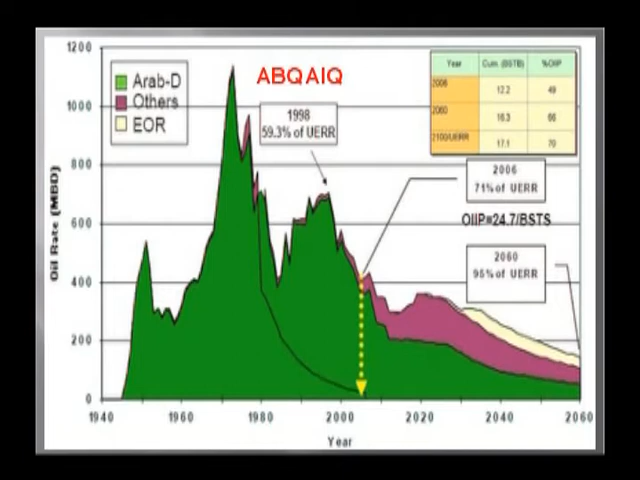 1200
1000
800
600
400
200
0
Oil Rate (MBD)
Arab-D
Others
EOR
ABQAIQ
1998
59.3% of UERR
Year Cum. (BSTB) %OIIP
2006 12.2 49
2060 16.3 66
2100/UERR 17.1 70
2006
71% of UERR
OIIP=24.7/BSTS
2060
95% of UERR
1940 1960 1980 2000 2020 2040 2060
Year